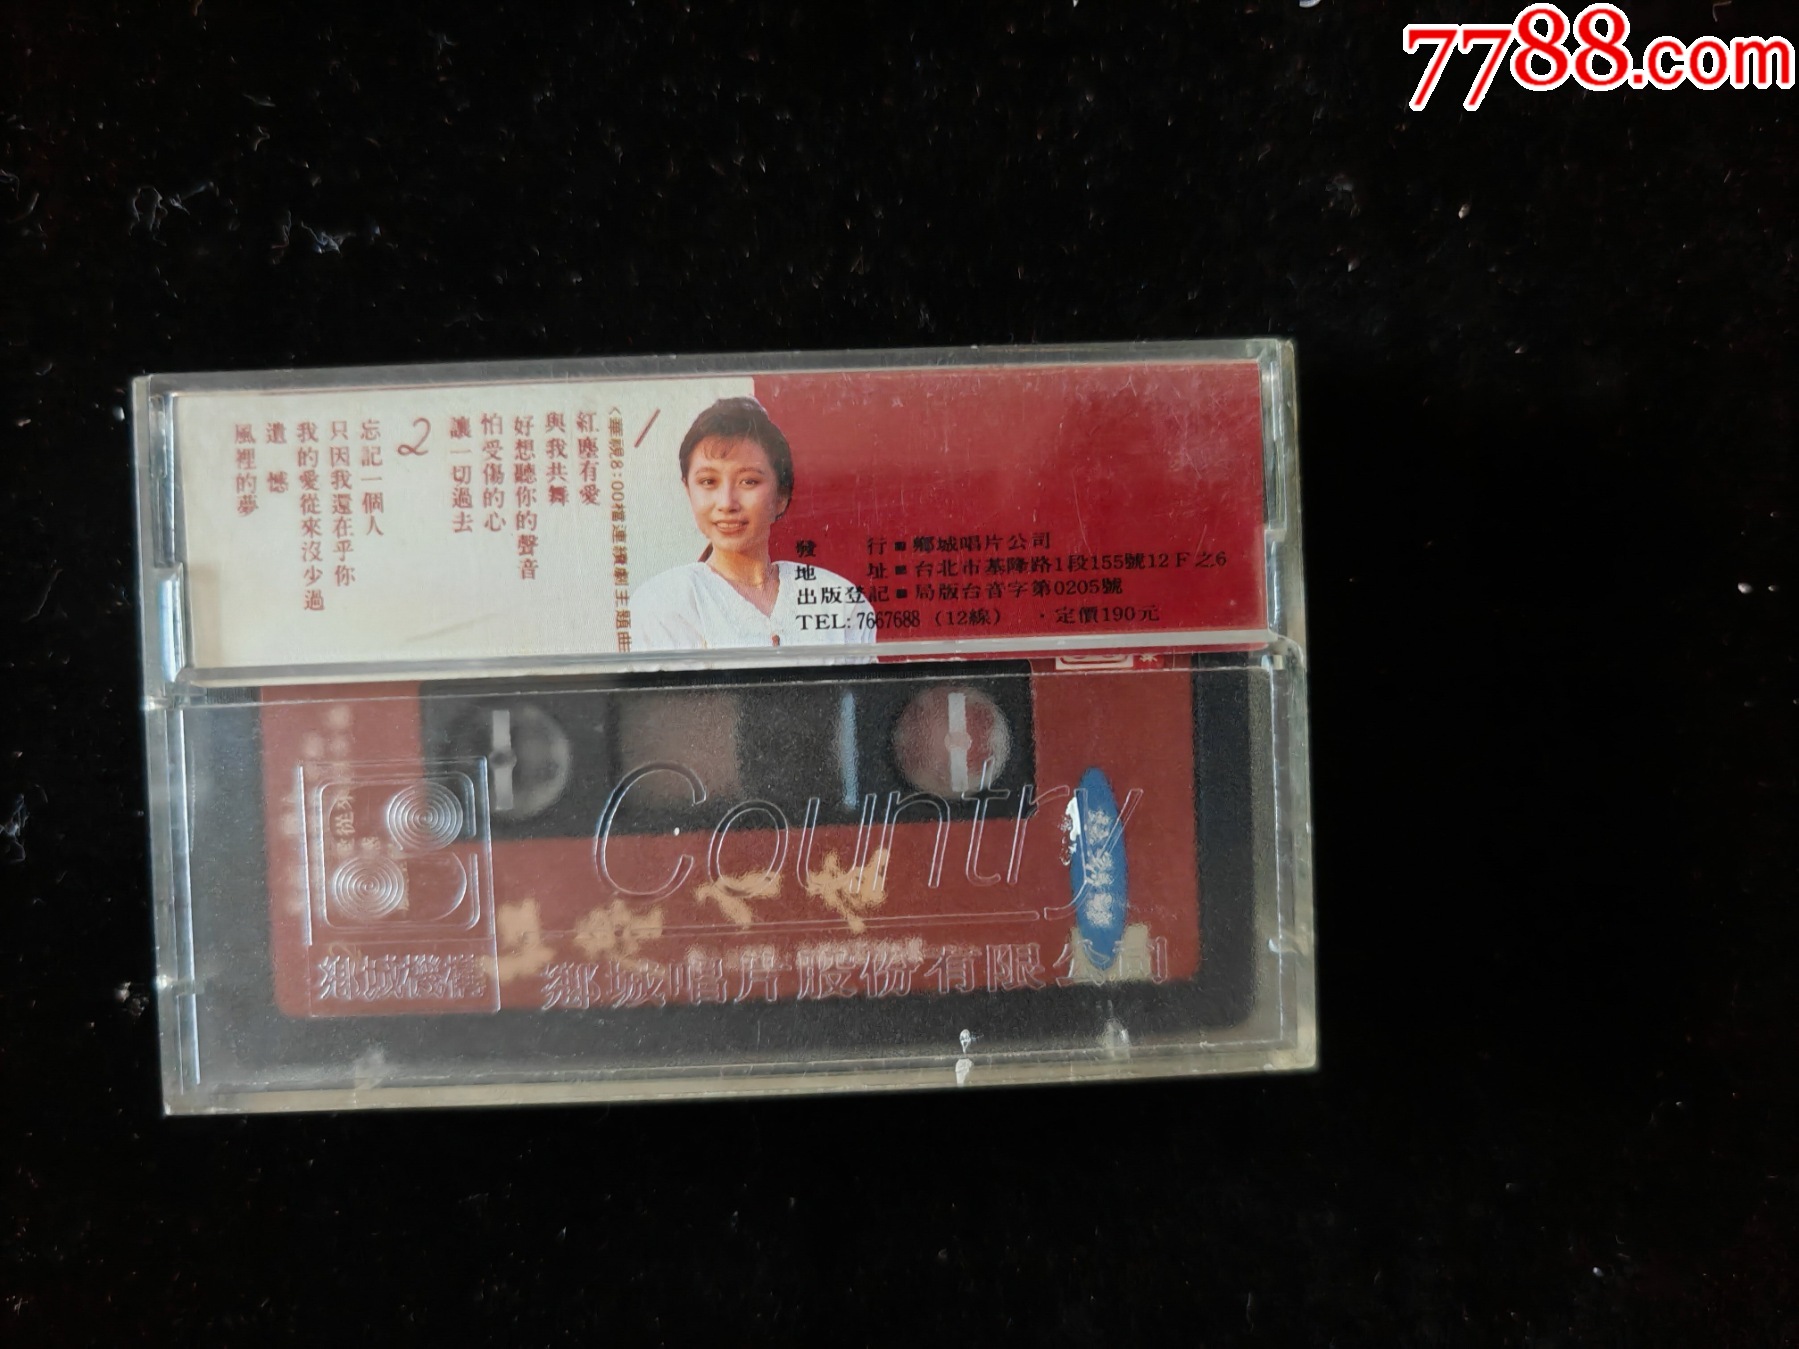 7788.com
1
<華視8:00檔連續劇主題曲
紅塵有愛
與我共舞
好想聽你的聲音
怕受傷的心
讓一切過去
2
忘記一個人
只因我還在乎你
我的愛從來沒少過
遺憾
風裡的夢
發行■鄉城唱片公司
地址■台北市基隆路1段155號12F之6
出版登記■局版台音字第0205號
TEL:7667688(12線)・定價190元
Country
鄉城機構
鄉城唱片股份有限公司